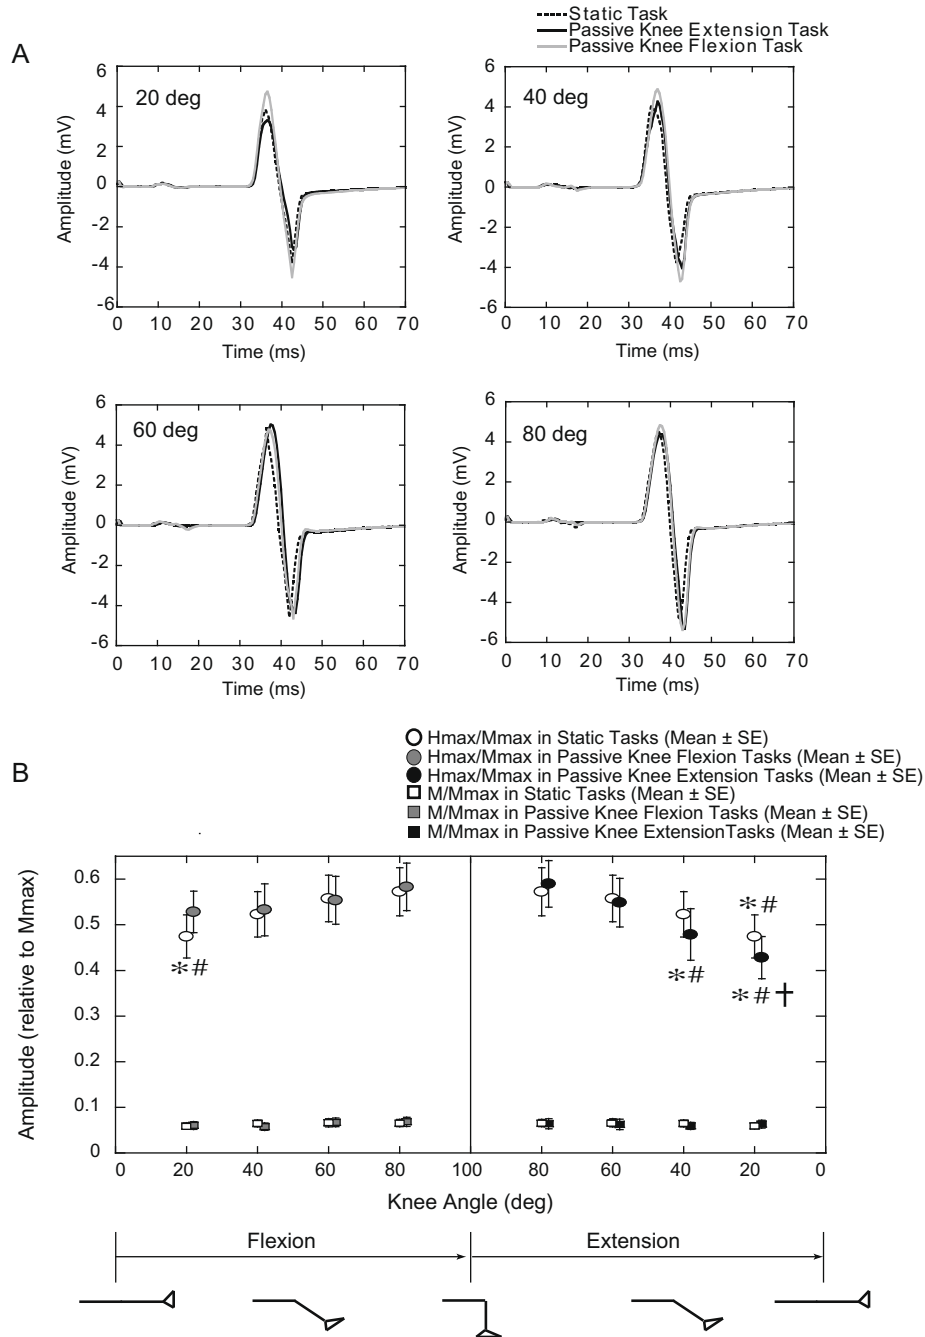 Static Task
Passive Knee Extension Task
Passive Knee Flexion Task
A
6
4
2
0
-2
-4
-6
Amplitude (mV)
20 deg
0 10 20 30 40 50 60 70
Time (ms)
6
4
2
0
-2
-4
-6
Amplitude (mV)
40 deg
0 10 20 30 40 50 60 70
Time (ms)
6
4
2
0
-2
-4
-6
Amplitude (mV)
60 deg
0 10 20 30 40 50 60 70
Time (ms)
6
4
2
0
-2
-4
-6
Amplitude (mV)
80 deg
0 10 20 30 40 50 60 70
Time (ms)
B
Hmax/Mmax in Static Tasks (Mean ± SE)
Hmax/Mmax in Passive Knee Flexion Tasks (Mean ± SE)
Hmax/Mmax in Passive Knee Extension Tasks (Mean ± SE)
M/Mmax in Static Tasks (Mean ± SE)
M/Mmax in Passive Knee Flexion Tasks (Mean ± SE)
M/Mmax in Passive Knee ExtensionTasks (Mean ± SE)
0.6
0.5
0.4
0.3
0.2
0.1
0
Amplitude (relative to Mmax)
*#
*#
*#
*#†
0 20 40 60 80 100 80 60 40 20 0
Knee Angle (deg)
Flexion Extension